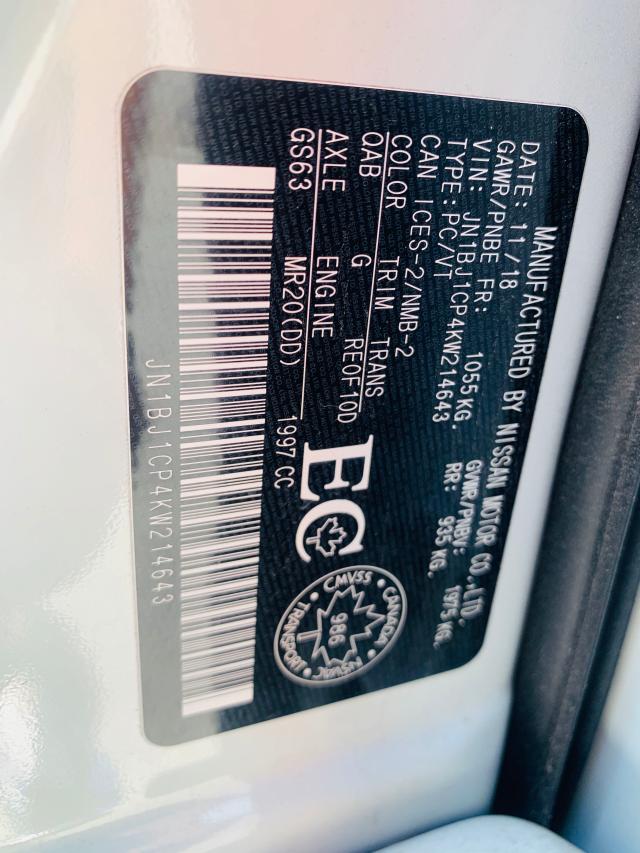 MANUFACTURED BY NISSAN MOTOR CO.,LTD.
DATE: 11/18 GVWR/PNBV: 1975 KG.
GAWR/PNBE FR: 1055 KG. RR: 935 KG.
VIN: JN1BJ1CP4KW214643
TYPE: PC/VT
CAN ICES-2/NMB-2
COLOR TRIM TRANS
QAB G RE0F10D
AXLE ENGINE
GS63 MR20(DD) 1997 CC
EC
CMVSS CANADA NSVAC TRANSPORT
986
JN1BJ1CP4KW214643